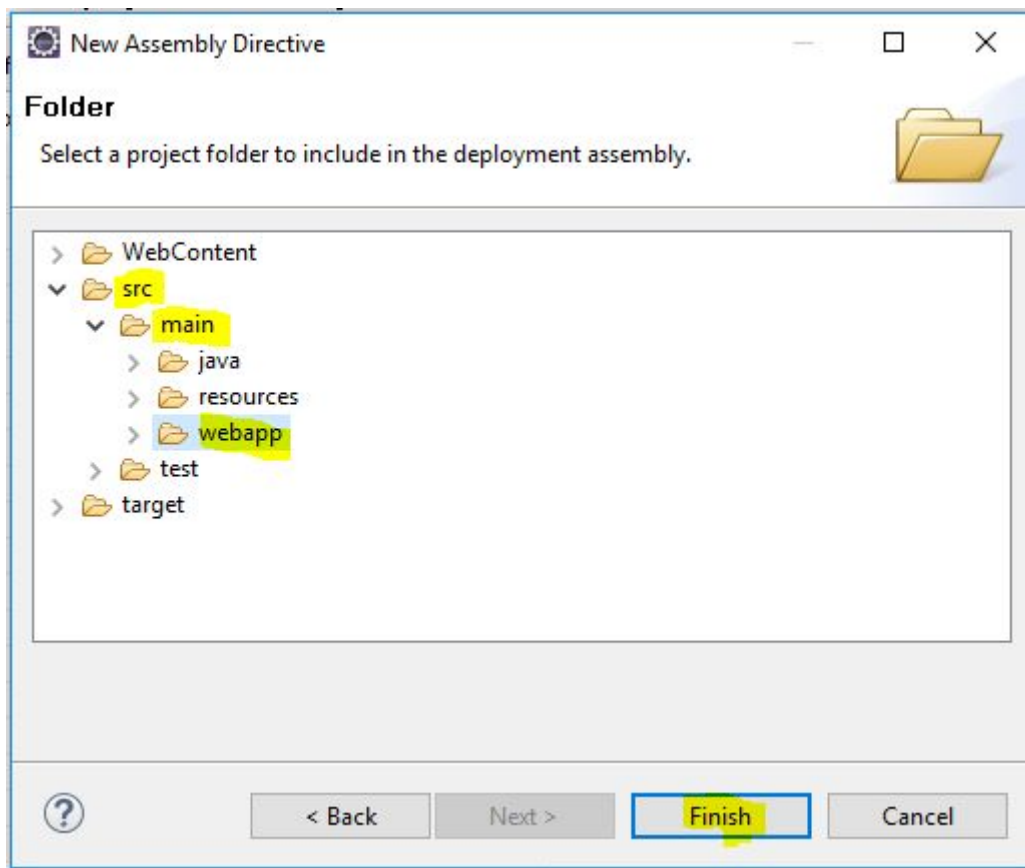 New Assembly Directive
Folder
Select a project folder to include in the deployment assembly.
WebContent
src
main
java
resources
webapp
test
target
? < Back Next > Finish Cancel